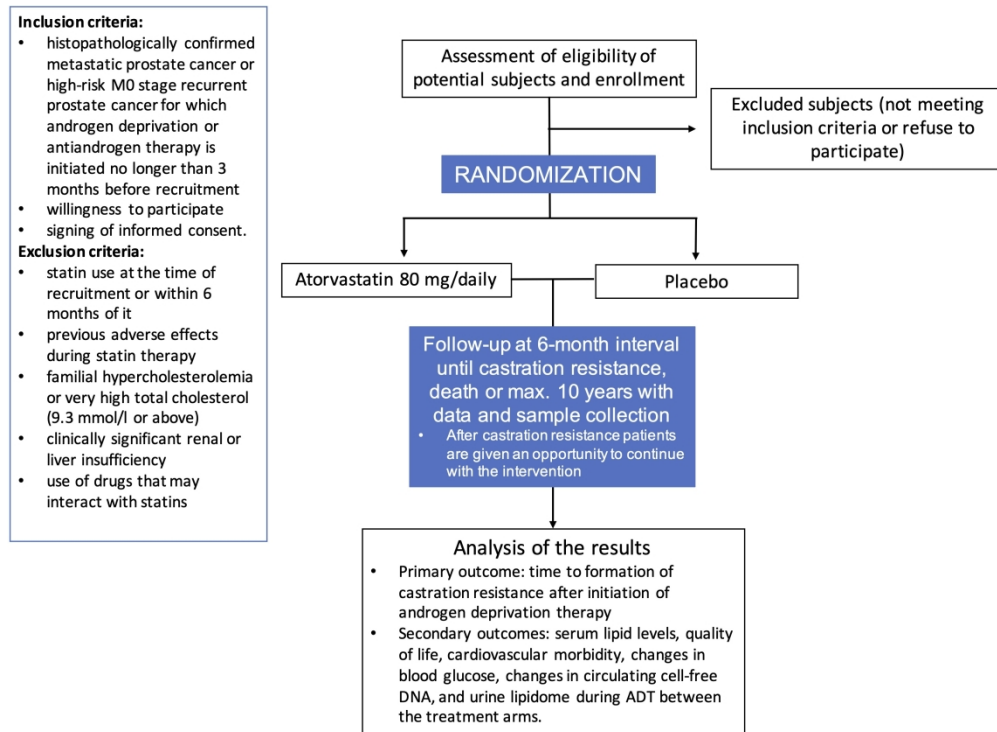 Inclusion criteria:
• histopathologically confirmed
metastatic prostate cancer or
high-risk M0 stage recurrent
prostate cancer for which
androgen deprivation or
antiandrogen therapy is
initiated no longer than 3
months before recruitment
• willingness to participate
• signing of informed consent.
Exclusion criteria:
• statin use at the time of
recruitment or within 6
months of it
• previous adverse effects
during statin therapy
• familial hypercholesterolemia
or very high total cholesterol
(9.3 mmol/l or above)
• clinically significant renal or
liver insufficiency
• use of drugs that may
interact with statins
Assessment of eligibility of
potential subjects and enrollment
Excluded subjects (not meeting
inclusion criteria or refuse to
participate)
RANDOMIZATION
Atorvastatin 80 mg/daily
Placebo
Follow-up at 6-month interval
until castration resistance,
death or max. 10 years with
data and sample collection
• After castration resistance patients
are given an opportunity to continue
with the intervention
Analysis of the results
• Primary outcome: time to formation of
castration resistance after initiation of
androgen deprivation therapy
• Secondary outcomes: serum lipid levels, quality
of life, cardiovascular morbidity, changes in
blood glucose, changes in circulating cell-free
DNA, and urine lipidome during ADT between
the treatment arms.